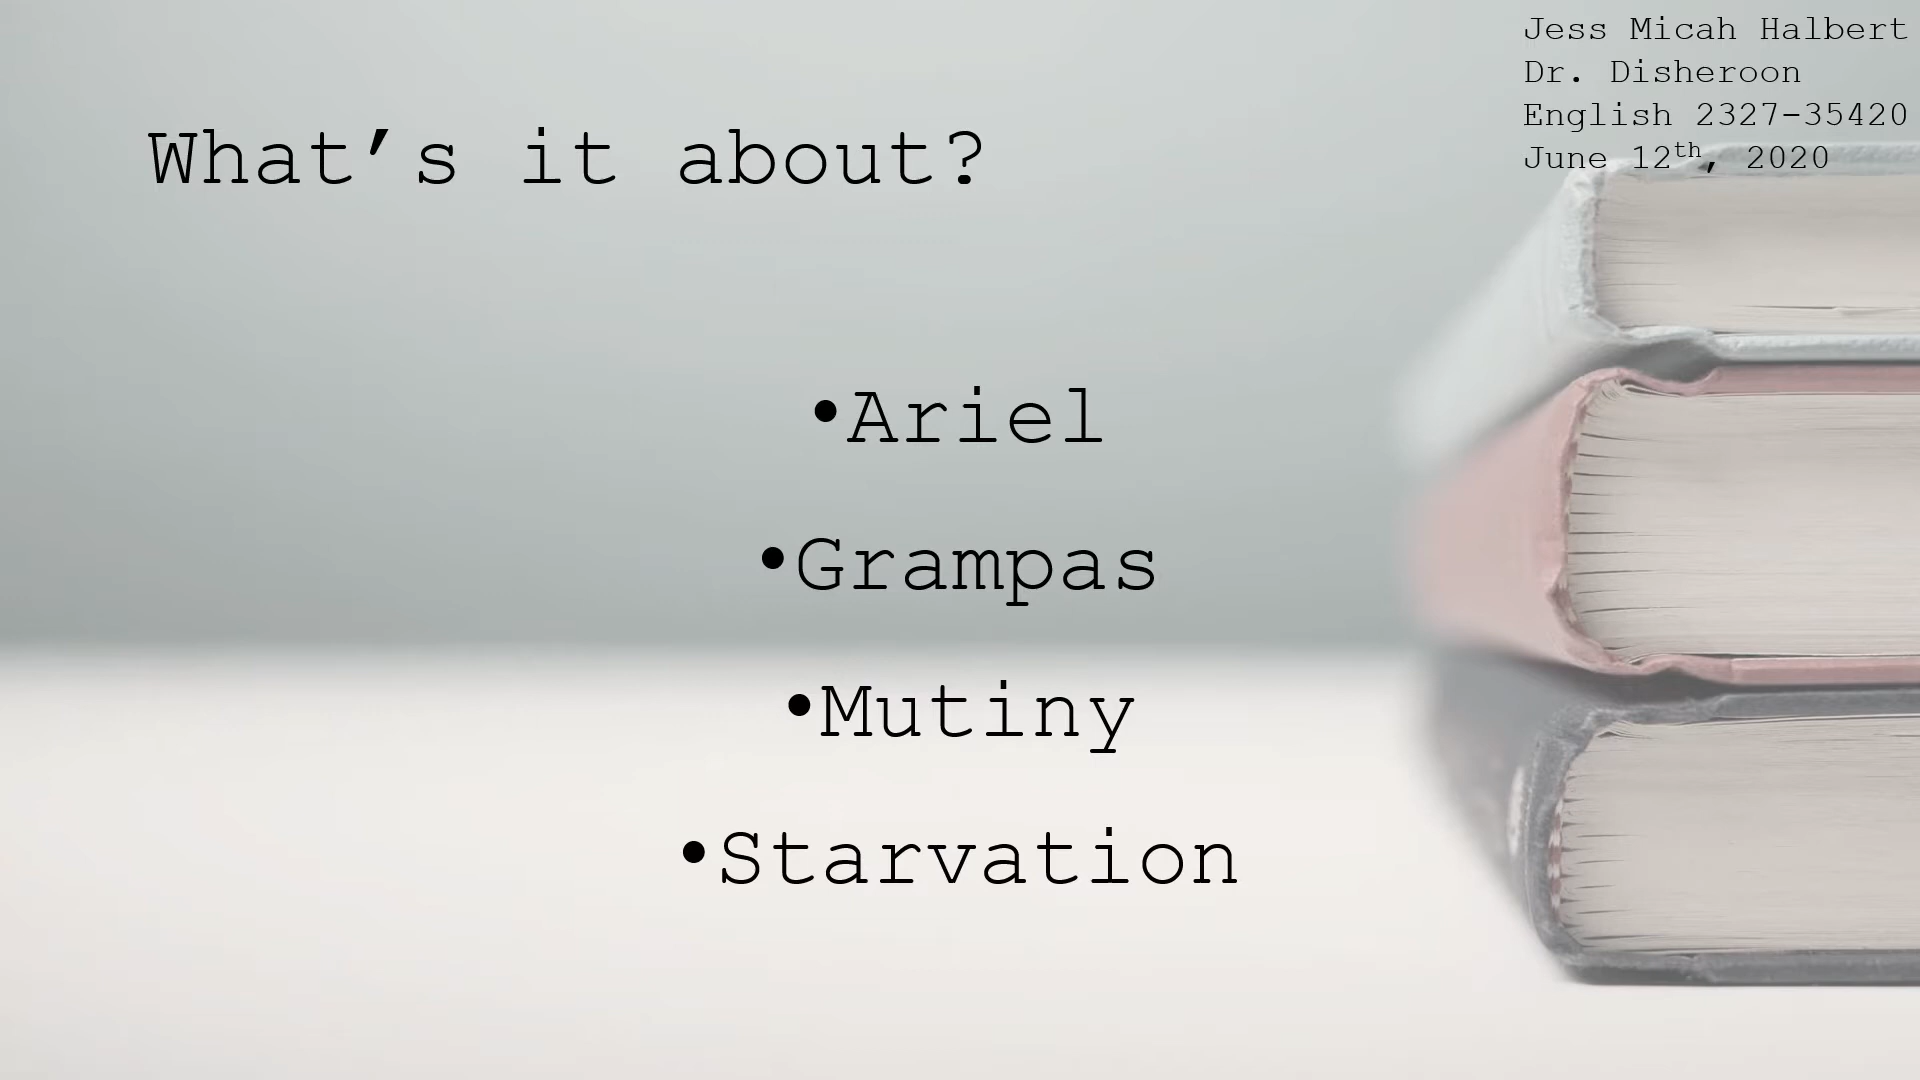 Jess Micah Halbert
Dr. Disheroon
English 2327-35420
June 12th, 2020
What’s it about?
•Ariel
•Grampas
•Mutiny
•Starvation